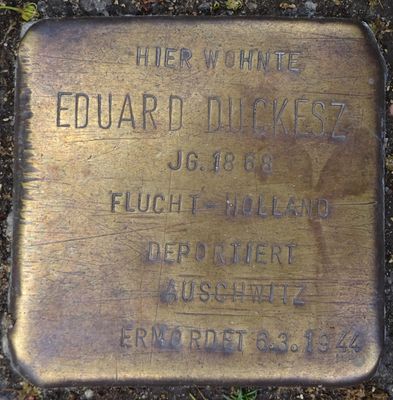 HIER WOHNTE
EDUARD DUCKESZ
JG. 1868
FLUCHT - HOLLAND
DEPORTIERT
AUSCHWITZ
ERMORDET 6.3.1944